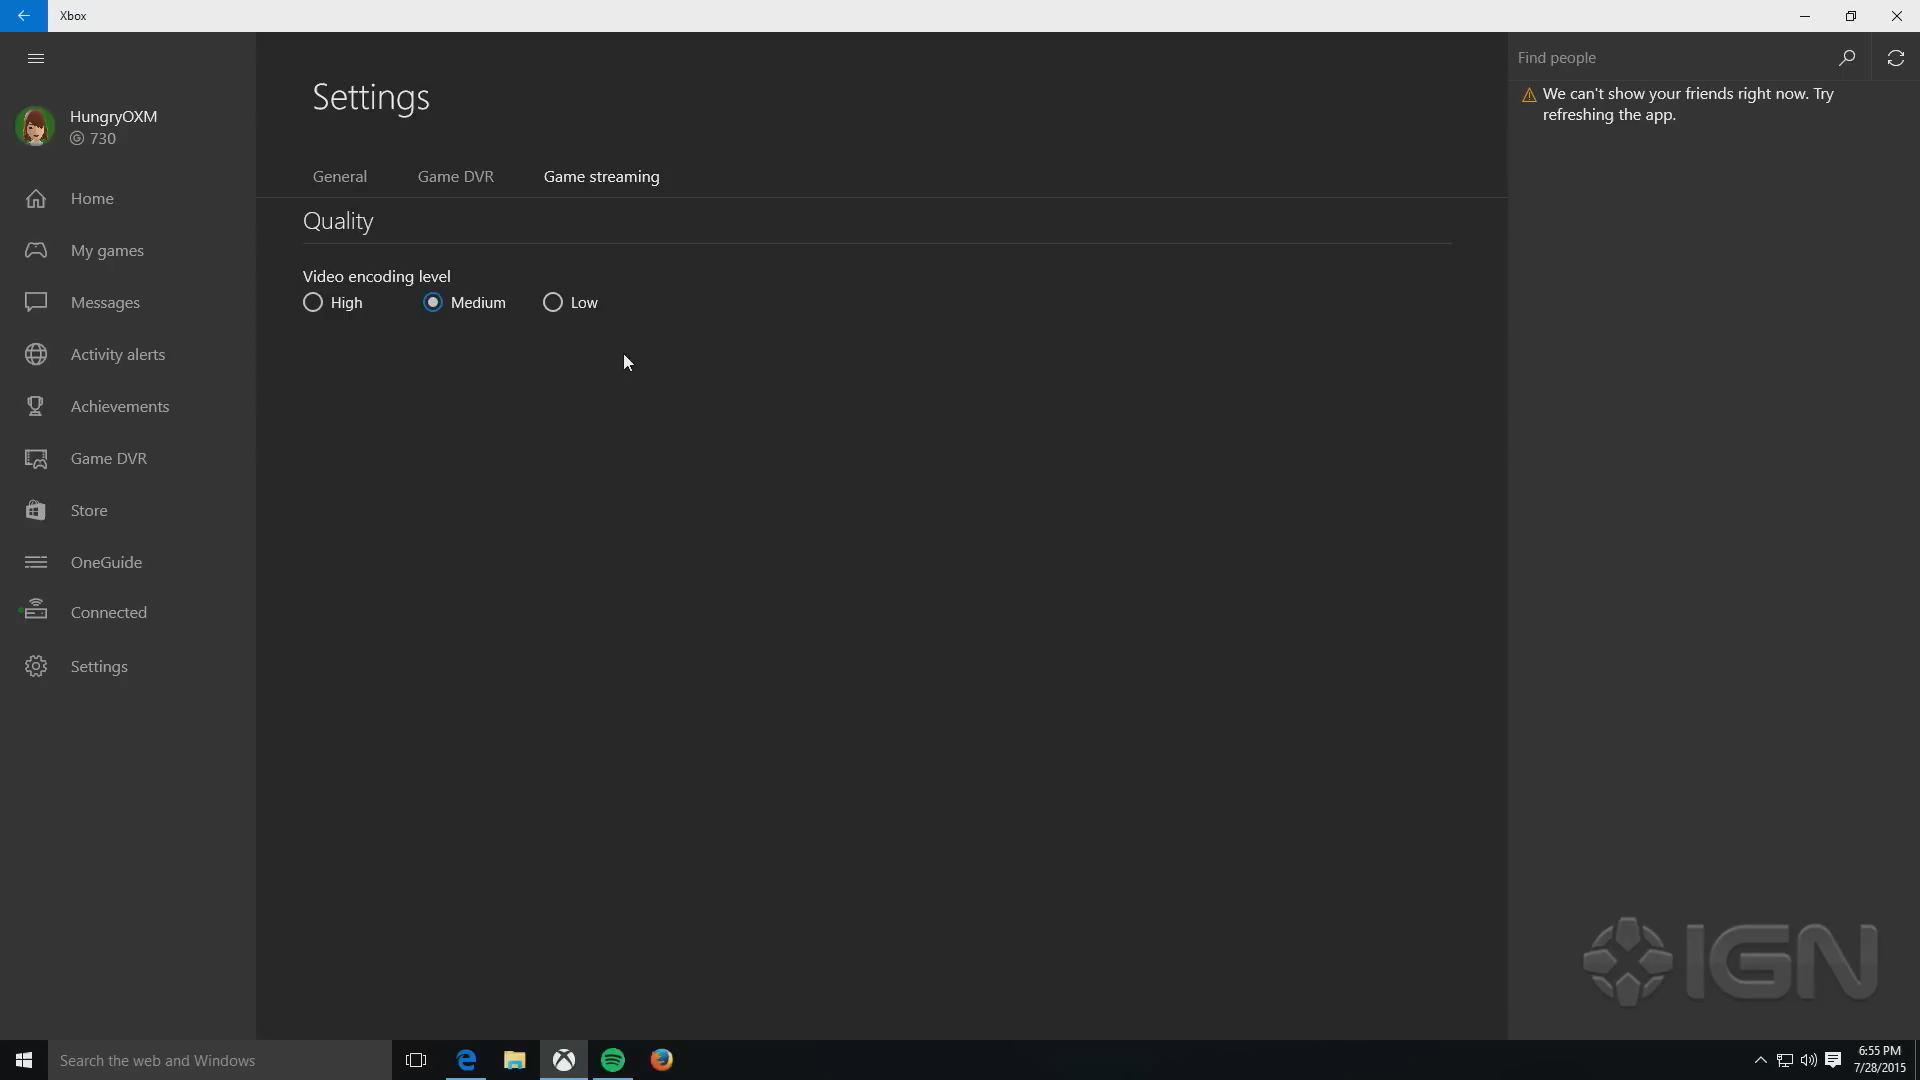 Xbox
HungryOXM
730
Home
My games
Messages
Activity alerts
Achievements
Game DVR
Store
OneGuide
Connected
Settings
Settings
General Game DVR Game streaming
Quality
Video encoding level
High Medium Low
Find people
We can't show your friends right now. Try
refreshing the app.
IGN
Search the web and Windows
6:55 PM
7/28/2015